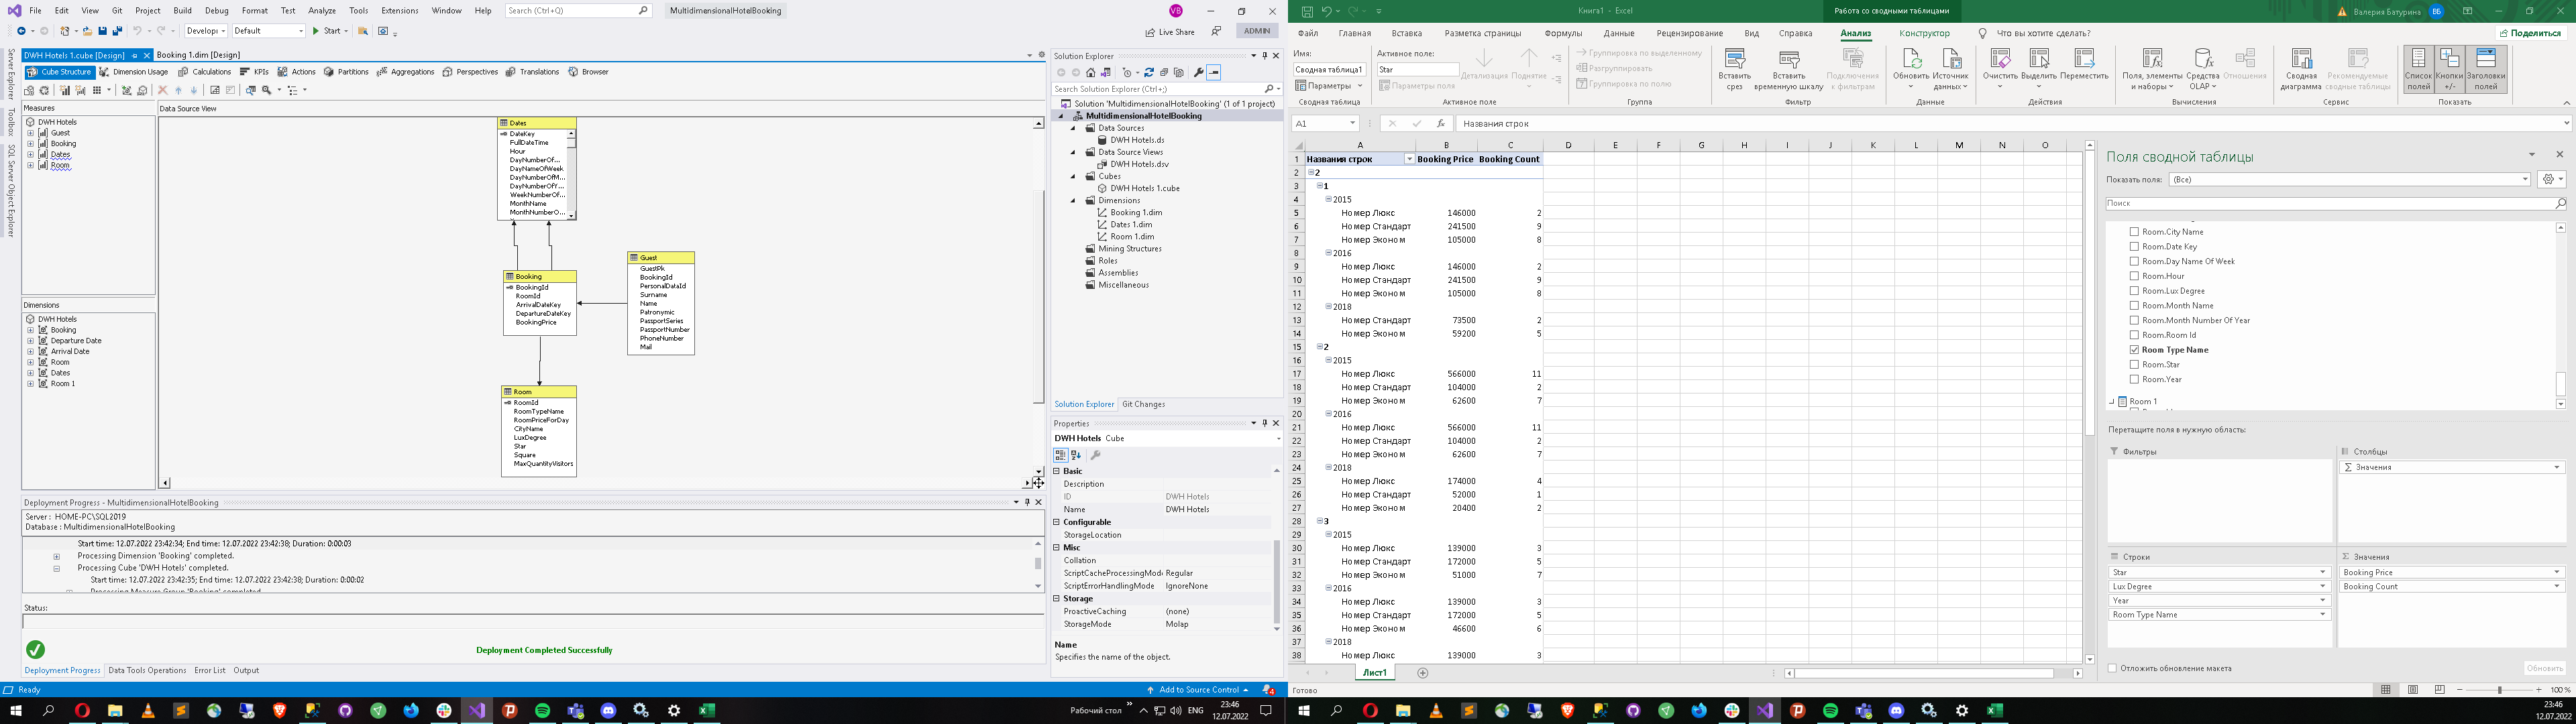 File Edit View Git Project Build Debug Format Test Analyze Tools Extensions Window Help Search (Ctrl+Q) MultidimensionalHotelBooking VB
Developi Default Start Live Share ADMIN
DWH Hotels 1.cube [Design] Booking 1.dim [Design]
Cube Structure Dimension Usage Calculations KPIs Actions Partitions Aggregations Perspectives Translations Browser
Server Explorer Toolbox SQL Server Object Explorer
Measures
DWH Hotels
Guest
Booking
Dates
Room
Dimensions
DWH Hotels
Booking
Departure Date
Arrival Date
Room
Dates
Room 1
Data Source View
Dates
DateKey
FullDateTime
Hour
DayNumberOf...
DayNameOfWeek
DayNumberOfM...
DayNumberOfY...
WeekNumberOf...
MonthName
MonthNumberO...
Booking
BookingId
RoomId
ArrivalDateKey
DepartureDateKey
BookingPrice
Guest
GuestPk
BookingId
PersonalDataId
Surname
Name
Patronymic
PassportSeries
PassportNumber
PhoneNumber
Mail
Room
RoomId
RoomTypeName
RoomPriceForDay
CityName
LuxDegree
Star
Square
MaxQuantityVisitors
Deployment Progress - MultidimensionalHotelBooking
Server : HOME-PC\SQL2019
Database : MultidimensionalHotelBooking
Start time: 12.07.2022 23:42:34; End time: 12.07.2022 23:42:38; Duration: 0:00:03
Processing Dimension 'Booking' completed.
Processing Cube 'DWH Hotels' completed.
Start time: 12.07.2022 23:42:35; End time: 12.07.2022 23:42:38; Duration: 0:00:02
Processing Measure Group 'Booking' completed
Status:
Deployment Completed Successfully
Deployment Progress Data Tools Operations Error List Output
Ready Add to Source Control 4
Solution Explorer
Search Solution Explorer (Ctrl+;)
Solution 'MultidimensionalHotelBooking' (1 of 1 project)
MultidimensionalHotelBooking
Data Sources
DWH Hotels.ds
Data Source Views
DWH Hotels.dsv
Cubes
DWH Hotels 1.cube
Dimensions
Booking 1.dim
Dates 1.dim
Room 1.dim
Mining Structures
Roles
Assemblies
Miscellaneous
Solution Explorer Git Changes
Properties
DWH Hotels Cube
Basic
Description
ID DWH Hotels
Name DWH Hotels
Configurable
StorageLocation
Misc
Collation
ScriptCacheProcessingMode Regular
ScriptErrorHandlingMode IgnoreNone
Storage
ProactiveCaching (none)
StorageMode Molap
Name
Specifies the name of the object.
Рабочий стол ENG 23:46 12.07.2022
Книга1 - Excel Работа со сводными таблицами Валерия Батурина ВБ
Файл Главная Вставка Разметка страницы Формулы Данные Рецензирование Вид Справка Анализ Конструктор Что вы хотите сделать? Поделиться
Имя:
Сводная таблица1
Параметры
Сводная таблица
Активное поле:
Star
Параметры поля
Детализация Поднятие
Активное поле
Группировка по выделенному
Разгруппировать
Группировка по полю
Группа
Вставить срез
Вставить временную шкалу
Подключения к фильтрам
Фильтр
Обновить
Источник данных
Данные
Очистить Выделить Переместить
Действия
Поля, элементы и наборы
Средства OLAP
Отношения
Вычисления
Сводная диаграмма
Рекомендуемые сводные таблицы
Сервис
Список полей
Кнопки +/-
Заголовки полей
Показать
A1 fx Названия строк
A B C D E F G H I J K L M N O
1 Названия строк Booking Price Booking Count
2 2
3 1
4 2015
5 Номер Люкс 146000 2
6 Номер Стандарт 241500 9
7 Номер Эконом 105000 8
8 2016
9 Номер Люкс 146000 2
10 Номер Стандарт 241500 9
11 Номер Эконом 105000 8
12 2018
13 Номер Стандарт 73500 2
14 Номер Эконом 59200 5
15 2
16 2015
17 Номер Люкс 566000 11
18 Номер Стандарт 104000 2
19 Номер Эконом 62600 7
20 2016
21 Номер Люкс 566000 11
22 Номер Стандарт 104000 2
23 Номер Эконом 62600 7
24 2018
25 Номер Люкс 174000 4
26 Номер Стандарт 52000 1
27 Номер Эконом 20400 2
28 3
29 2015
30 Номер Люкс 139000 3
31 Номер Стандарт 172000 5
32 Номер Эконом 51000 7
33 2016
34 Номер Люкс 139000 3
35 Номер Стандарт 172000 5
36 Номер Эконом 46600 6
37 2018
38 Номер Люкс 139000 3
Лист1
Готово 100 %
Поля сводной таблицы
Показать поля: (Все)
Поиск
Room.City Name
Room.Date Key
Room.Day Name Of Week
Room.Hour
Room.Lux Degree
Room.Month Name
Room.Month Number Of Year
Room.Room Id
Room Type Name
Room.Star
Room.Year
Room 1
Перетащите поля в нужную область:
Фильтры Столбцы
Значения
Строки Значения
Star Booking Price
Lux Degree Booking Count
Year
Room Type Name
Отложить обновление макета Обновить
23:46
12.07.2022